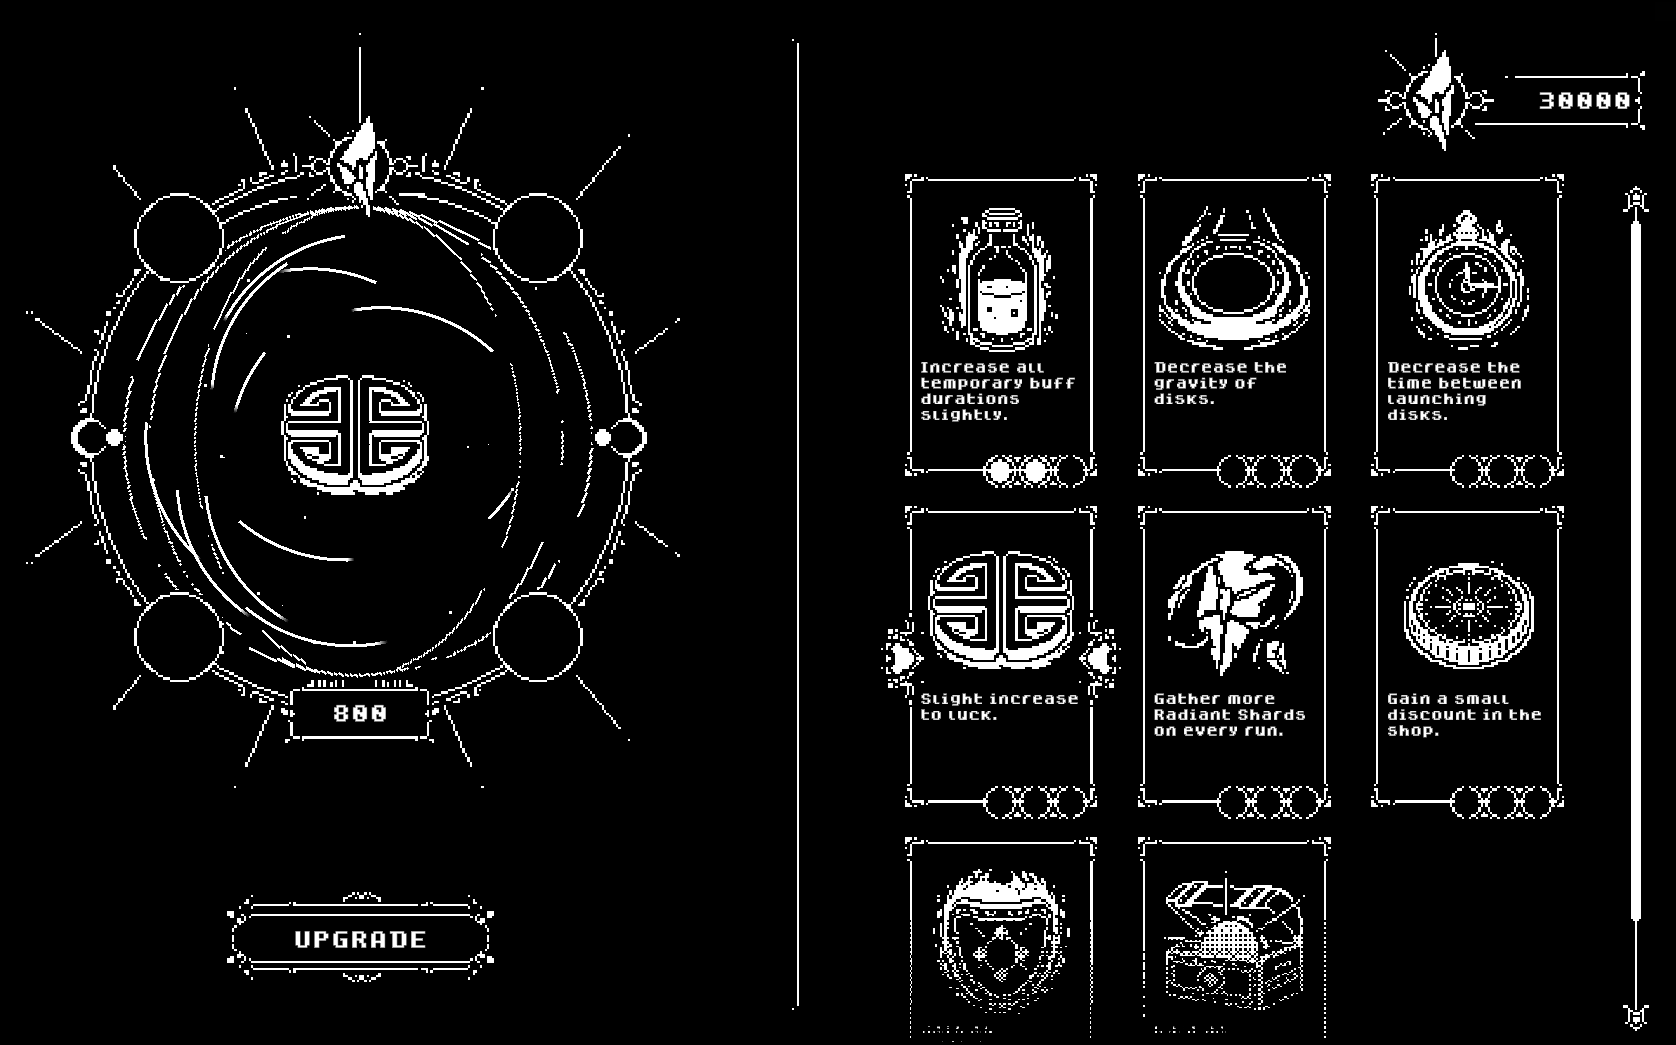 30000
Increase all
temporary buff
durations
slightly.
Decrease the
gravity of
disks.
Decrease the
time between
launching
disks.
Slight increase
to luck.
Gather more
Radiant Shards
on every run.
Gain a small
discount in the
shop.
800
UPGRADE